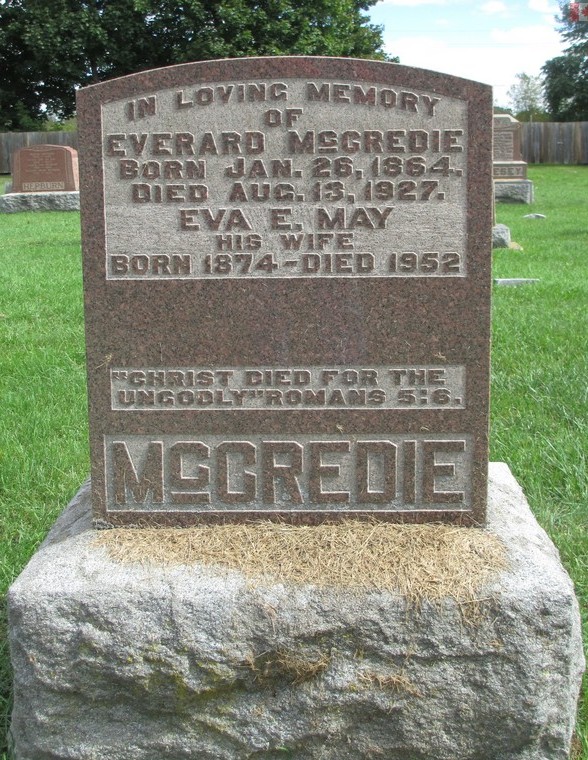 IN LOVING MEMORY
OF
EVERARD McCREDIE
BORN JAN. 26, 1864.
DIED AUG. 13, 1927.
EVA E. MAY
HIS WIFE
BORN 1874 - DIED 1952
"CHRIST DIED FOR THE
UNGODLY" ROMANS 5:6.
McCREDIE
HEPBURN